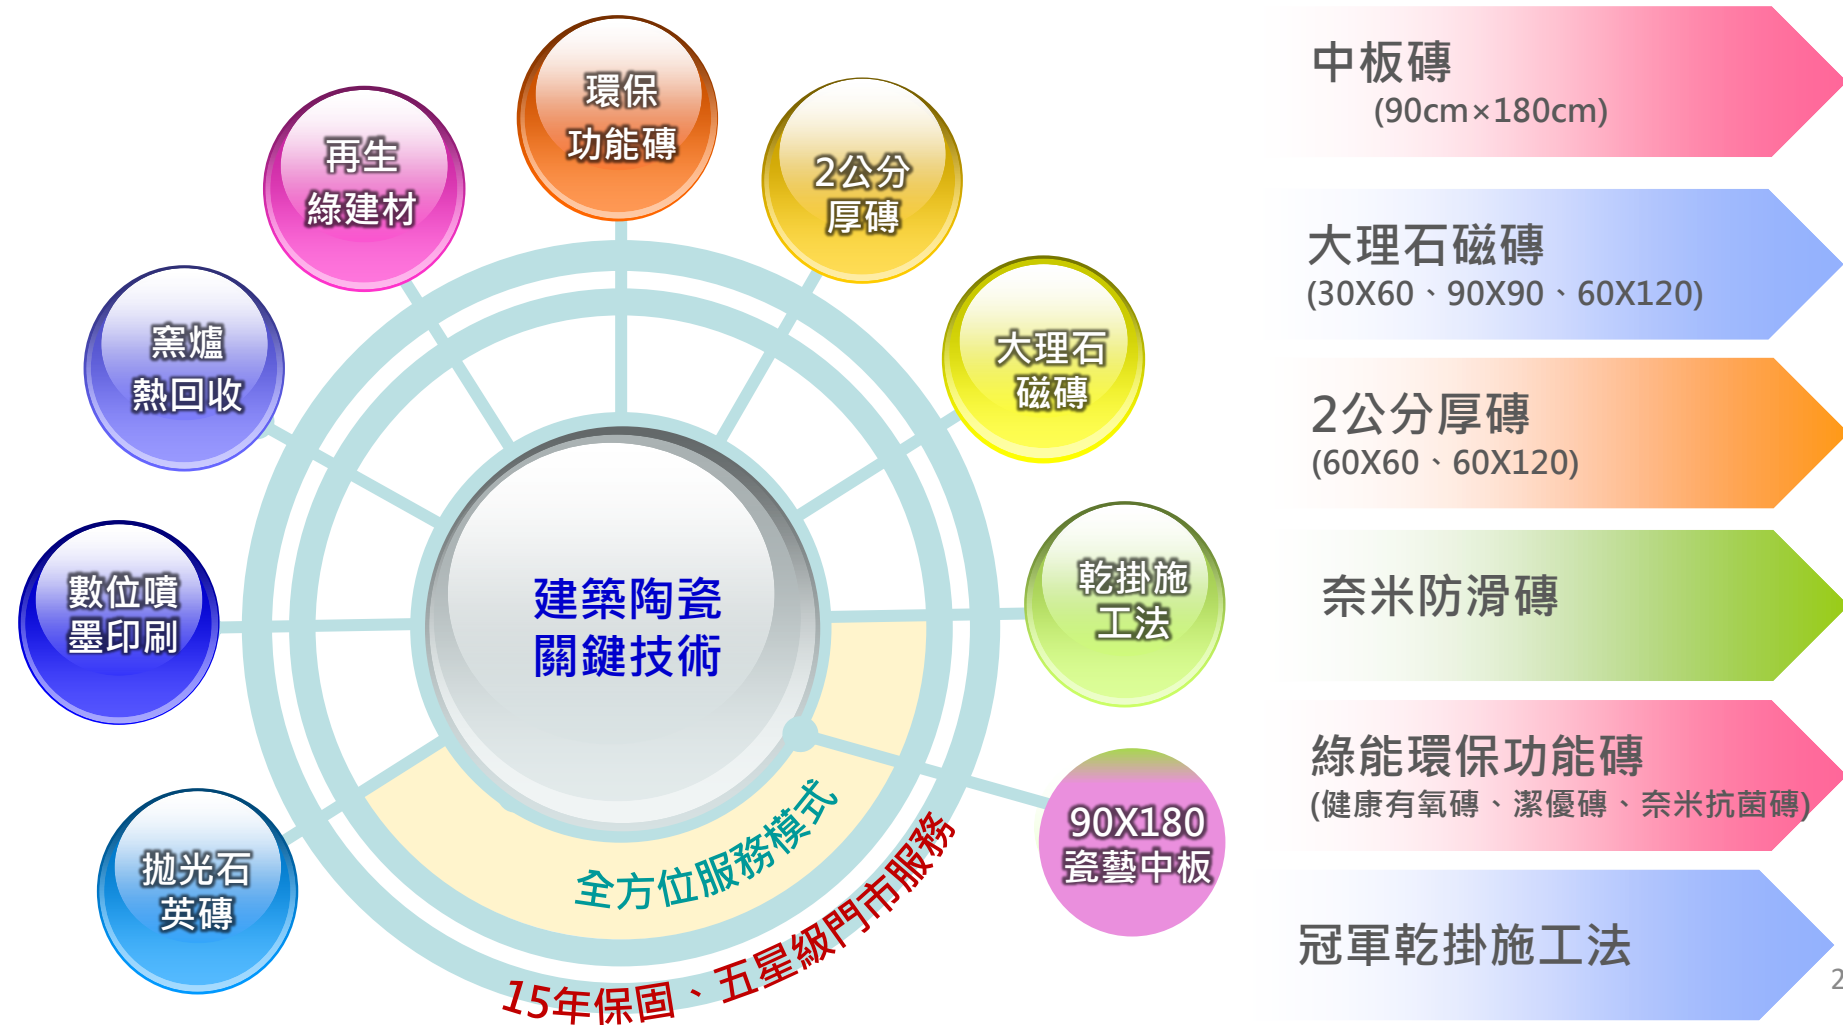 環保
功能磚
再生
綠建材
2公分
厚磚
窯爐
熱回收
大理石
磁磚
數位噴
墨印刷
乾掛施
工法
拋光石
英磚
90X180
瓷藝中板
建築陶瓷
關鍵技術
全方位服務模式
15年保固、五星級門市服務
中板磚
(90cm×180cm)
大理石磁磚
(30X60、90X90、60X120)
2公分厚磚
(60X60、60X120)
奈米防滑磚
綠能環保功能磚
(健康有氧磚、潔優磚、奈米抗菌磚)
冠軍乾掛施工法
2